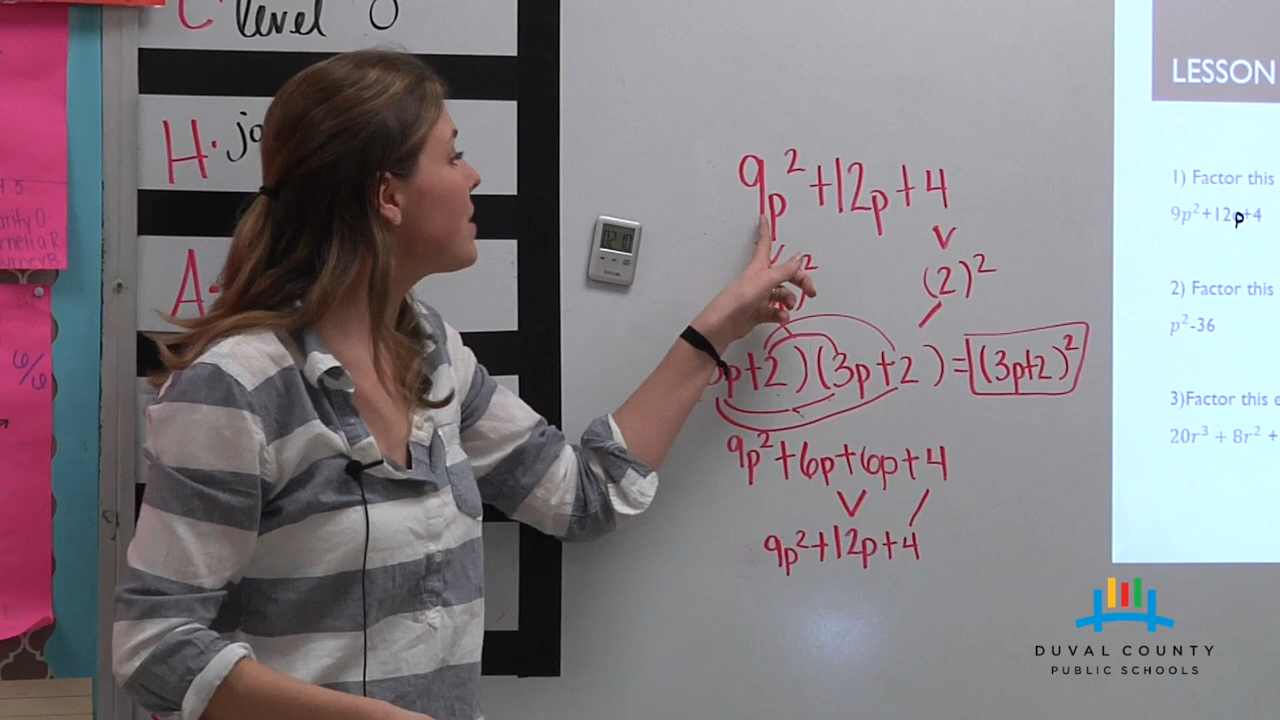 C level 0
H.
A.
9p²+12p+4
(2)²
p+2)(3p+2)=(3p+2)²
9p²+6p+6p+4
9p²+12p+4
6/6
LESSON
1) Factor this
9p²+12p+4
2) Factor this
p²-36
3)Factor this e
20r³ + 8r² +
DUVAL COUNTY
PUBLIC SCHOOLS